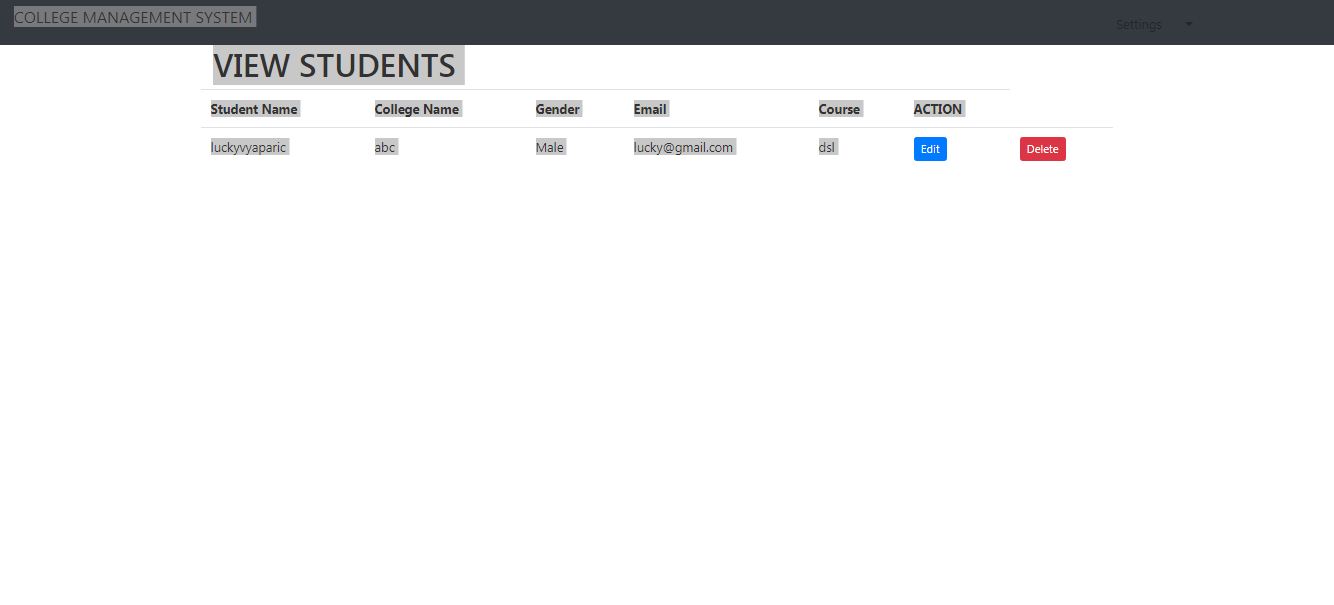 COLLEGE MANAGEMENT SYSTEM
Settings
VIEW STUDENTS
Student Name College Name Gender Email Course ACTION
luckyvyaparic abc Male lucky@gmail.com dsl Edit Delete